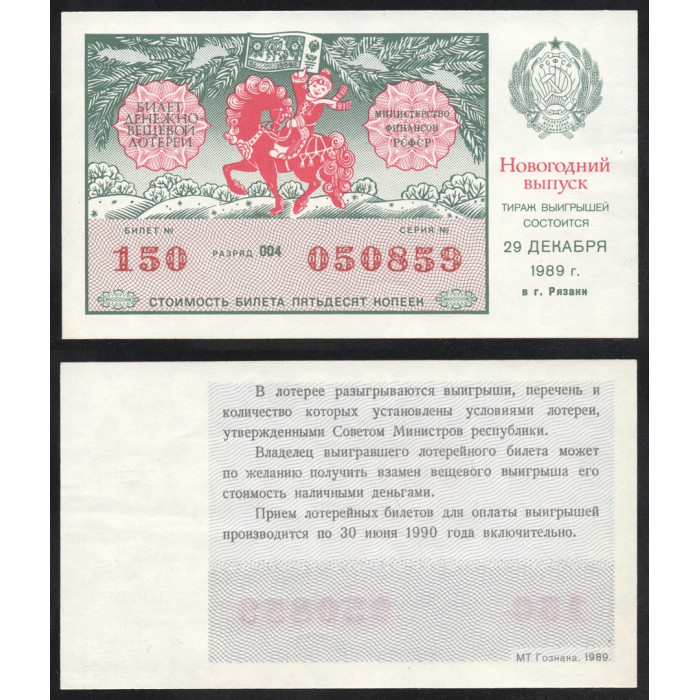 БИЛЕТ
ДЕНЕЖНО-
ВЕЩЕВОЙ
ЛОТЕРЕИ
МИНИСТЕРСТВО
ФИНАНСОВ
РСФСР
БИЛЕТ №
СЕРИЯ №
150 РАЗРЯД 004 050859
СТОИМОСТЬ БИЛЕТА ПЯТЬДЕСЯТ КОПЕЕК
Новогодний
выпуск
ТИРАЖ ВЫИГРЫШЕЙ
СОСТОИТСЯ
29 ДЕКАБРЯ
1989 г.
в г. Рязани
В лотерее разыгрываются выигрыши, перечень и
количество которых установлены условиями лотереи,
утвержденными Советом Министров республики.
Владелец выигравшего лотерейного билета может
по желанию получить взамен вещевого выигрыша его
стоимость наличными деньгами.
Прием лотерейных билетов для оплаты выигрышей
производится по 30 июня 1990 года включительно.
МТ Гознака. 1989.